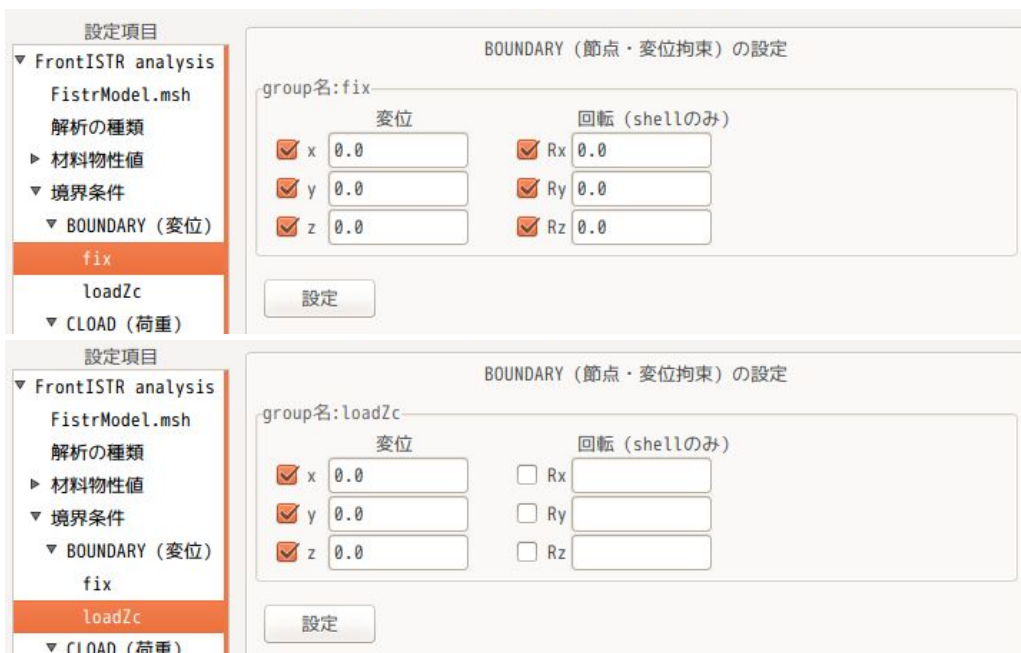 設定項目
▼ FrontISTR analysis
FistrModel.msh
解析の種類
▶ 材料物性値
▼ 境界条件
▼ BOUNDARY (変位)
fix
loadZc
▼ CLOAD (荷重)
BOUNDARY (節点・変位拘束) の設定
group名:fix
変位 回転 (shellのみ)
x 0.0 Rx 0.0
y 0.0 Ry 0.0
z 0.0 Rz 0.0
設定
設定項目
▼ FrontISTR analysis
FistrModel.msh
解析の種類
▶ 材料物性値
▼ 境界条件
▼ BOUNDARY (変位)
fix
loadZc
▼ CLOAD (荷重)
BOUNDARY (節点・変位拘束) の設定
group名:loadZc
変位 回転 (shellのみ)
x 0.0 Rx
y 0.0 Ry
z 0.0 Rz
設定